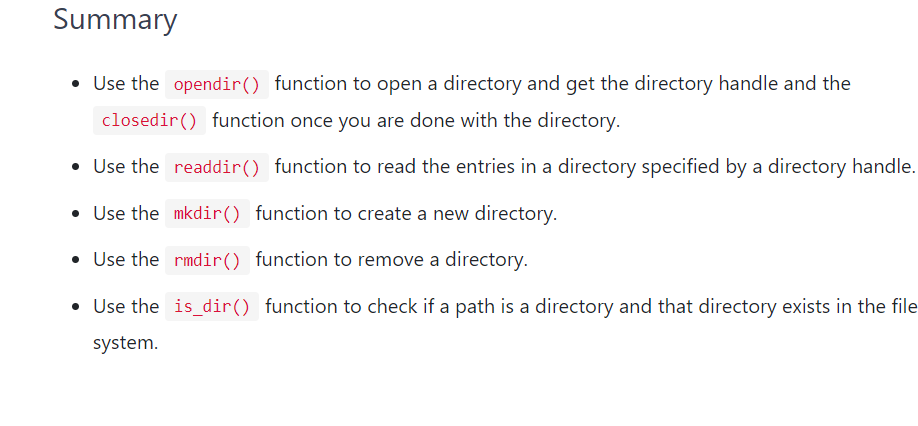 Summary
• Use the opendir() function to open a directory and get the directory handle and the
closedir() function once you are done with the directory.
• Use the readdir() function to read the entries in a directory specified by a directory handle.
• Use the mkdir() function to create a new directory.
• Use the rmdir() function to remove a directory.
• Use the is_dir() function to check if a path is a directory and that directory exists in the file
system.